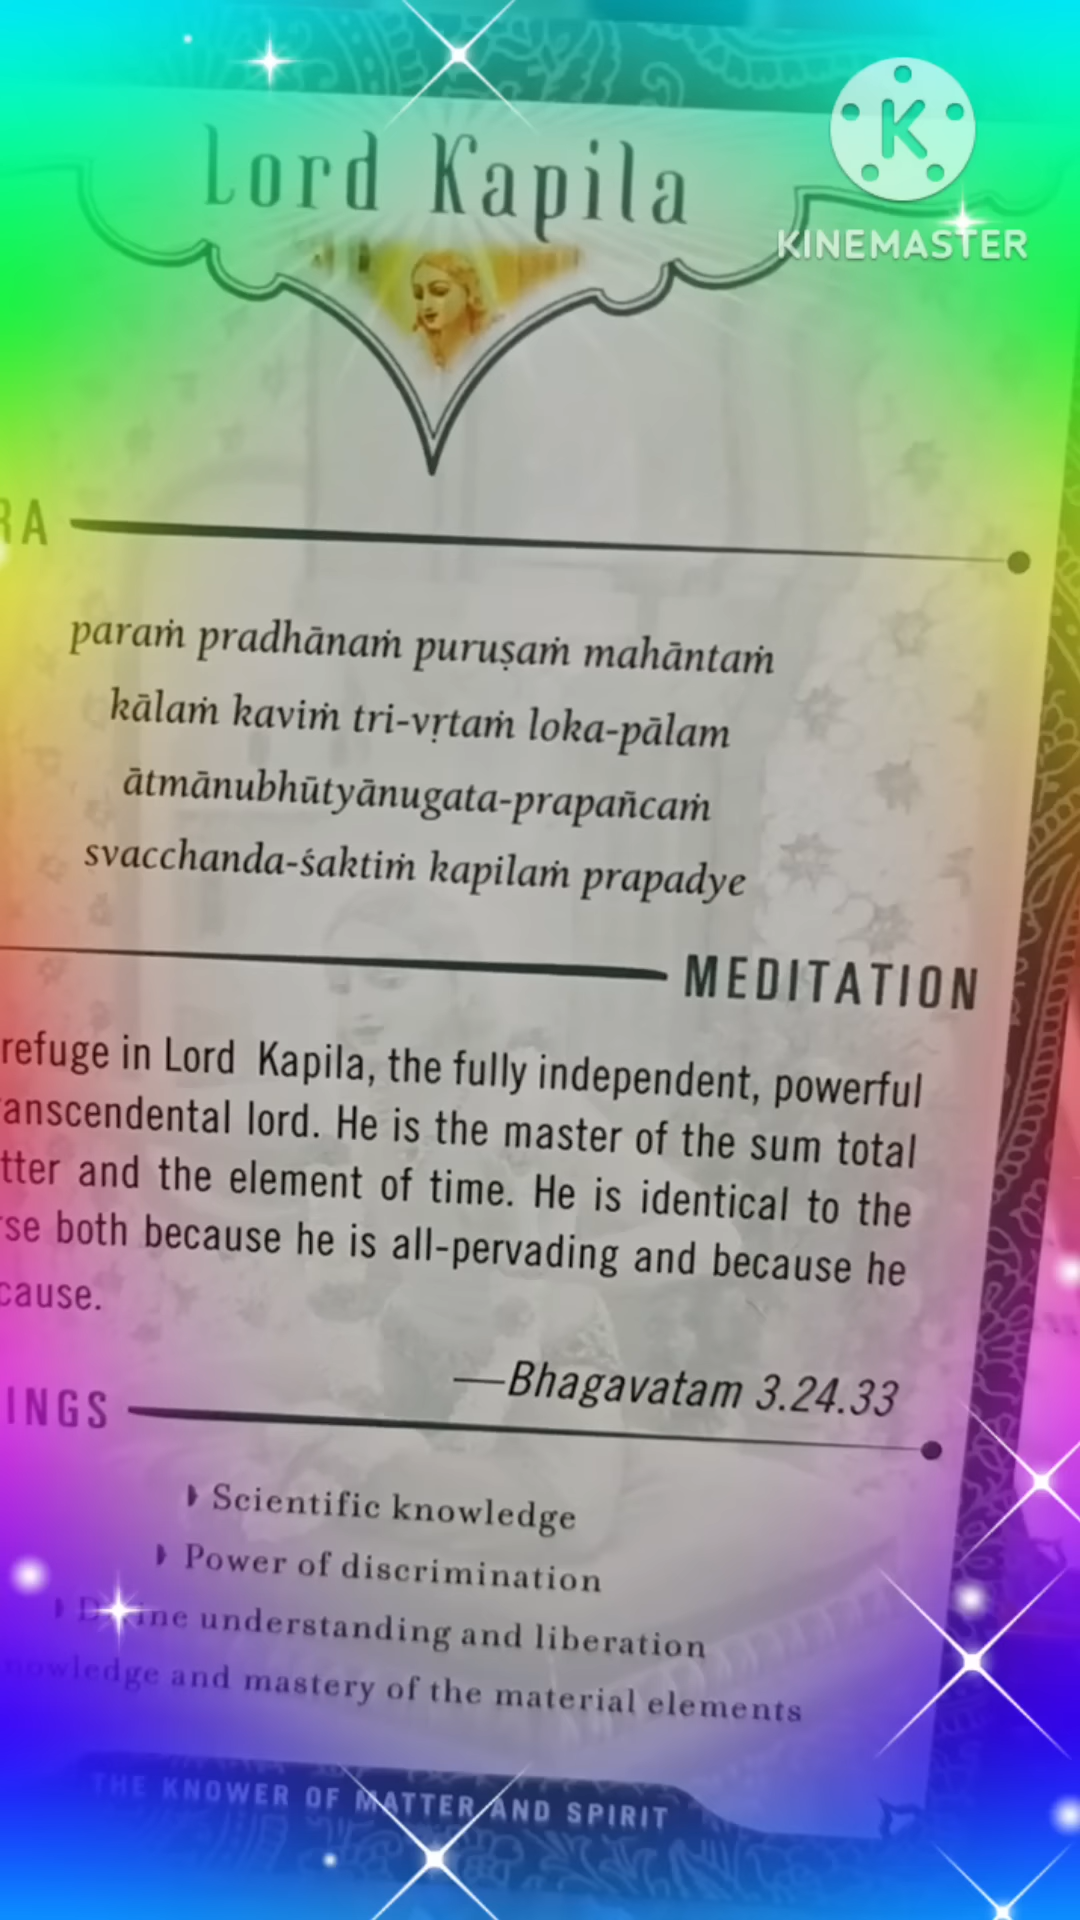 Lord Kapila
KINEMASTER
RA
paraṁ pradhānaṁ puruṣaṁ mahāntaṁ
kālaṁ kaviṁ tri-vṛtaṁ loka-pālam
ātmānubhūtyānugata-prapañcaṁ
svacchanda-śaktiṁ kapilaṁ prapadye
MEDITATION
refuge in Lord Kapila, the fully independent, powerful
anscendental lord. He is the master of the sum total
tter and the element of time. He is identical to the
se both because he is all-pervading and because he
cause.
—Bhagavatam 3.24.33
INGS
Scientific knowledge
Power of discrimination
understanding and liberation
nowledge and mastery of the material elements
THE KNOWER OF MATTER AND SPIRIT